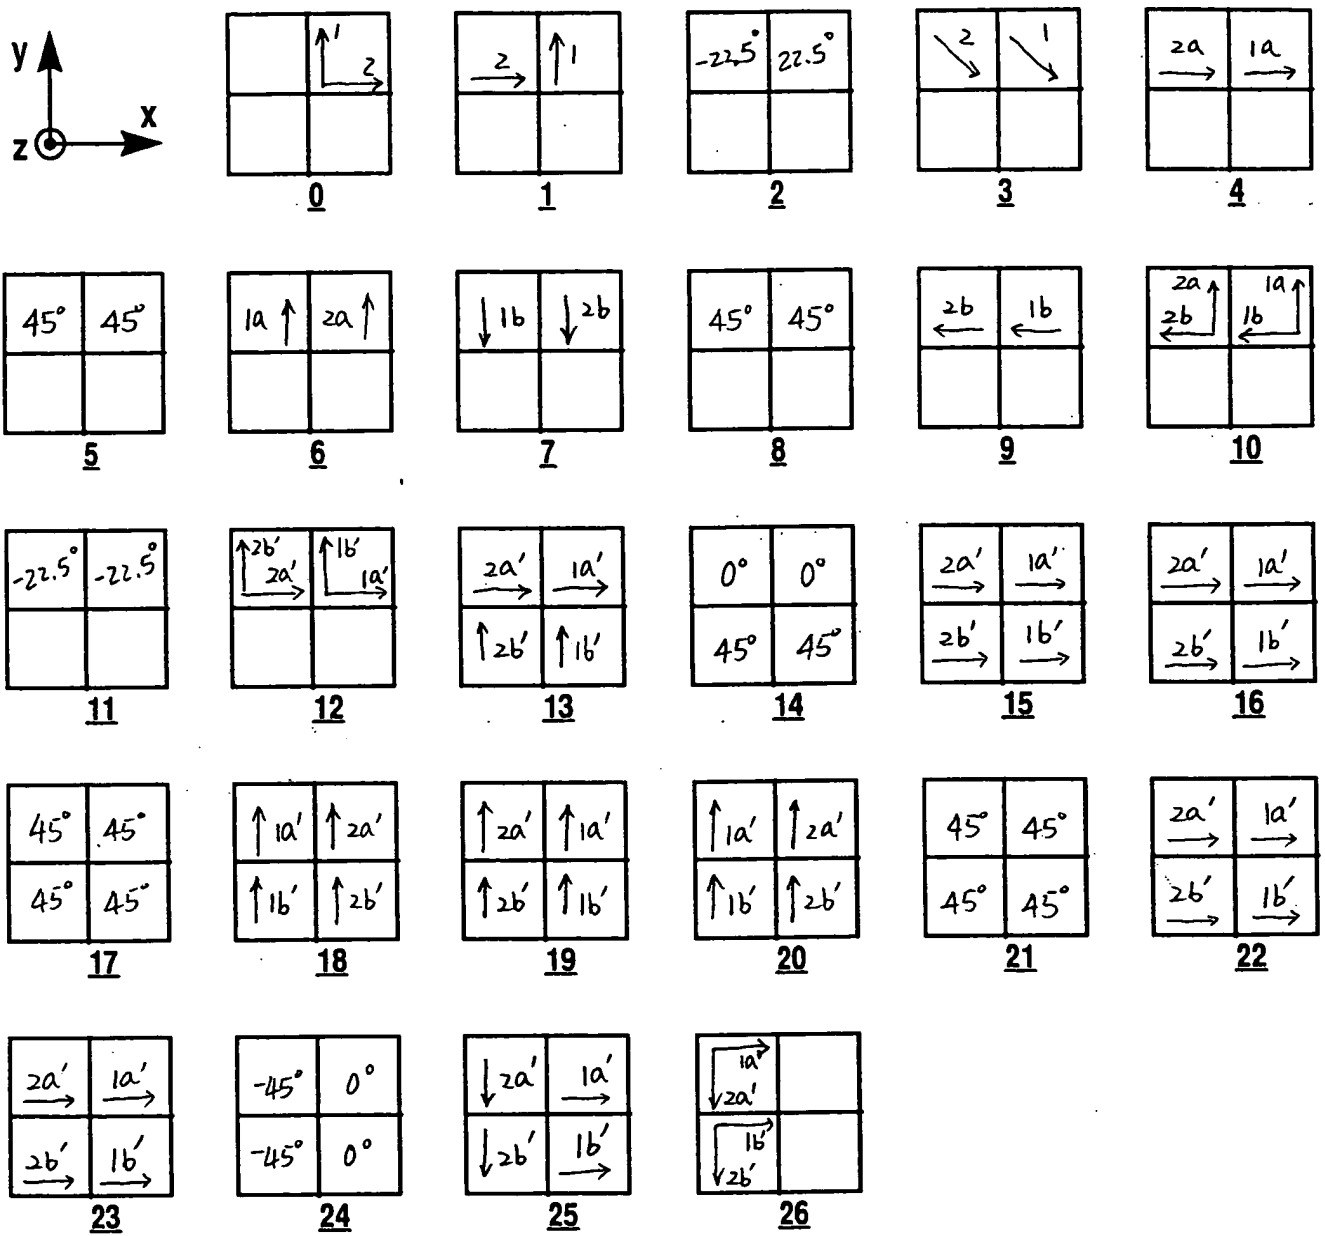 y
x
z
1
2
0
2
1
1
-22.5° 22.5°
2
2
1
3
2a 1a
4
45° 45°
5
1a 2a
6
1b 2b
7
45° 45°
8
2b 1b
9
2a 1a
2b 1b
10
-22.5° -22.5°
11
2b' 1b'
2a' 1a'
12
2a' 1a'
2b' 1b'
13
0° 0°
45° 45°
14
2a' 1a'
2b' 1b'
15
2a' 1a'
2b' 1b'
16
45° 45°
45° 45°
17
1a' 2a'
1b' 2b'
18
2a' 1a'
2b' 1b'
19
1a' 2a'
1b' 2b'
20
45° 45°
45° 45°
21
2a' 1a'
2b' 1b'
22
2a' 1a'
2b' 1b'
23
-45° 0°
-45° 0°
24
2a' 1a'
2b' 1b'
25
1a'
2a'
1b'
2b'
26